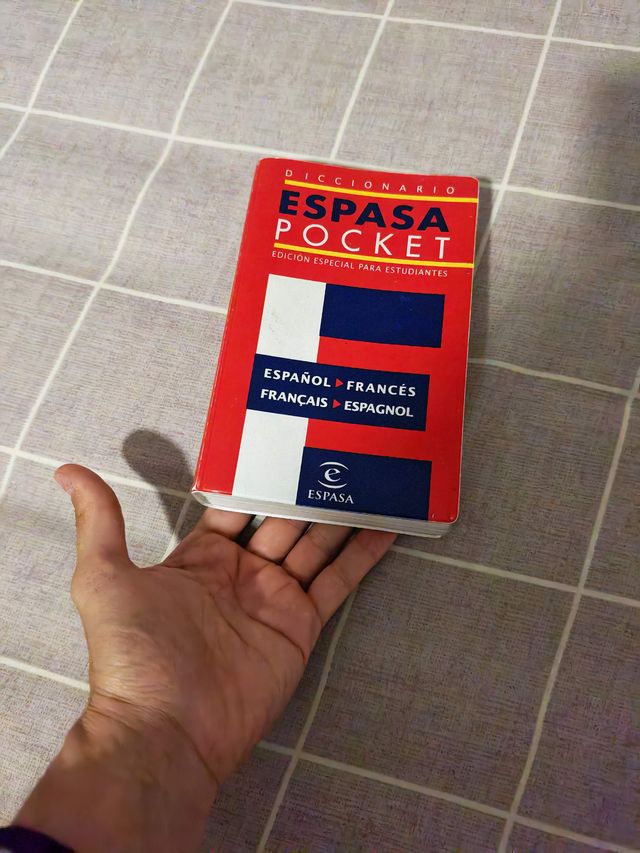 DICCIONARIO
ESPASA
POCKET
EDICIÓN ESPECIAL PARA ESTUDIANTES
ESPAÑOL ▸ FRANCÉS
FRANÇAIS ▸ ESPAGNOL
e
ESPASA